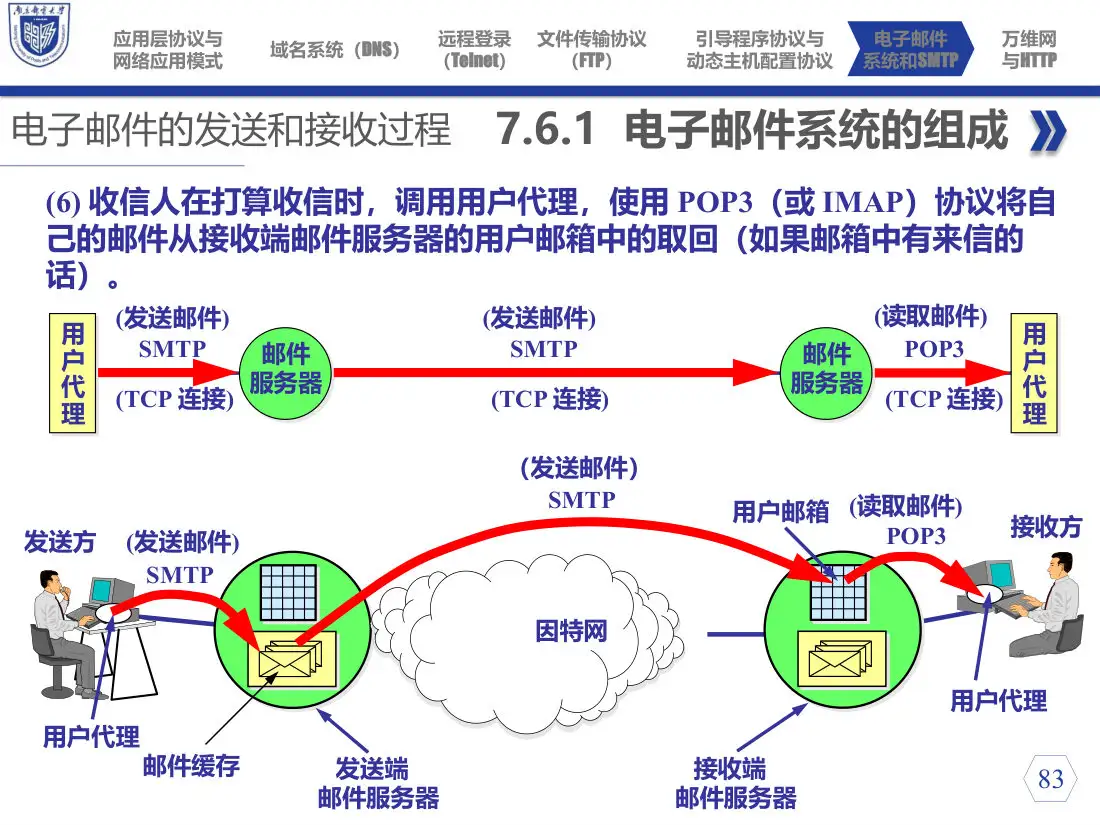 南京邮电大学
应用层协议与
网络应用模式
域名系统（DNS）
远程登录
（Telnet）
文件传输协议
（FTP）
引导程序协议与
动态主机配置协议
电子邮件
系统和SMTP
万维网
与HTTP
电子邮件的发送和接收过程
7.6.1 电子邮件系统的组成
(6) 收信人在打算收信时，调用用户代理，使用 POP3（或 IMAP）协议将自
己的邮件从接收端邮件服务器的用户邮箱中的取回（如果邮箱中有来信的
话）。
用户代理
(发送邮件)
SMTP
(TCP 连接)
邮件
服务器
(发送邮件)
SMTP
(TCP 连接)
邮件
服务器
(读取邮件)
POP3
(TCP 连接)
用户代理
（发送邮件）
SMTP
发送方
(发送邮件)
SMTP
用户邮箱
(读取邮件)
POP3
接收方
因特网
用户代理
邮件缓存
发送端
邮件服务器
接收端
邮件服务器
用户代理
83